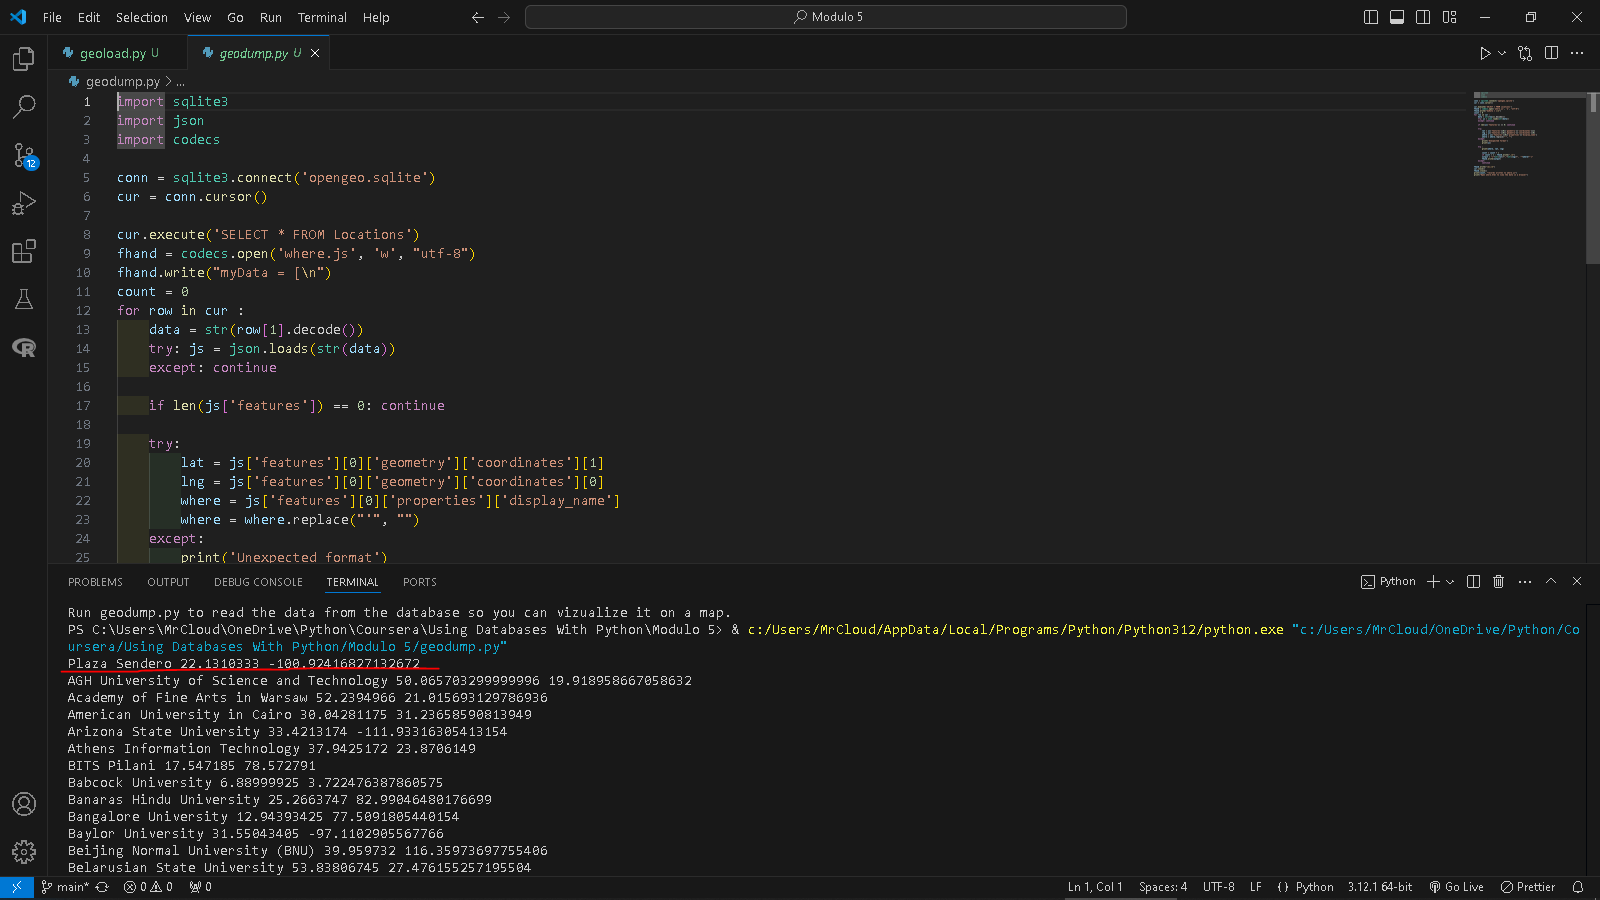 File Edit Selection View Go Run Terminal Help
Modulo 5
geoload.py U
geodump.py U
geodump.py > ...
1 import sqlite3
2 import json
3 import codecs
4
5 conn = sqlite3.connect('opengeo.sqlite')
6 cur = conn.cursor()
7
8 cur.execute('SELECT * FROM Locations')
9 fhand = codecs.open('where.js', 'w', "utf-8")
10 fhand.write("myData = [\n")
11 count = 0
12 for row in cur :
13 data = str(row[1].decode())
14 try: js = json.loads(str(data))
15 except: continue
16
17 if len(js['features']) == 0: continue
18
19 try:
20 lat = js['features'][0]['geometry']['coordinates'][1]
21 lng = js['features'][0]['geometry']['coordinates'][0]
22 where = js['features'][0]['properties']['display_name']
23 where = where.replace("'", "")
24 except:
25 print('Unexpected format')
12
PROBLEMS OUTPUT DEBUG CONSOLE TERMINAL PORTS
Python
Run geodump.py to read the data from the database so you can vizualize it on a map.
PS C:\Users\MrCloud\OneDrive\Python\Coursera\Using Databases With Python\Modulo 5> & c:/Users/MrCloud/AppData/Local/Programs/Python/Python312/python.exe "c:/Users/MrCloud/OneDrive/Python/Co
ursera/Using Databases With Python/Modulo 5/geodump.py"
Plaza Sendero 22.1310333 -100.92416827132672
AGH University of Science and Technology 50.065703299999996 19.918958667058632
Academy of Fine Arts in Warsaw 52.2394966 21.015693129786936
American University in Cairo 30.04281175 31.23658590813949
Arizona State University 33.4213174 -111.93316305413154
Athens Information Technology 37.9425172 23.8706149
BITS Pilani 17.547185 78.572791
Babcock University 6.88999925 3.722476387860575
Banaras Hindu University 25.2663747 82.99046480176699
Bangalore University 12.94393425 77.5091805440154
Baylor University 31.55043405 -97.1102905567766
Beijing Normal University (BNU) 39.959732 116.35973697755406
Belarusian State University 53.83806745 27.476155257195504
main* 0 0 0 Ln 1, Col 1 Spaces: 4 UTF-8 LF {} Python 3.12.1 64-bit Go Live Prettier